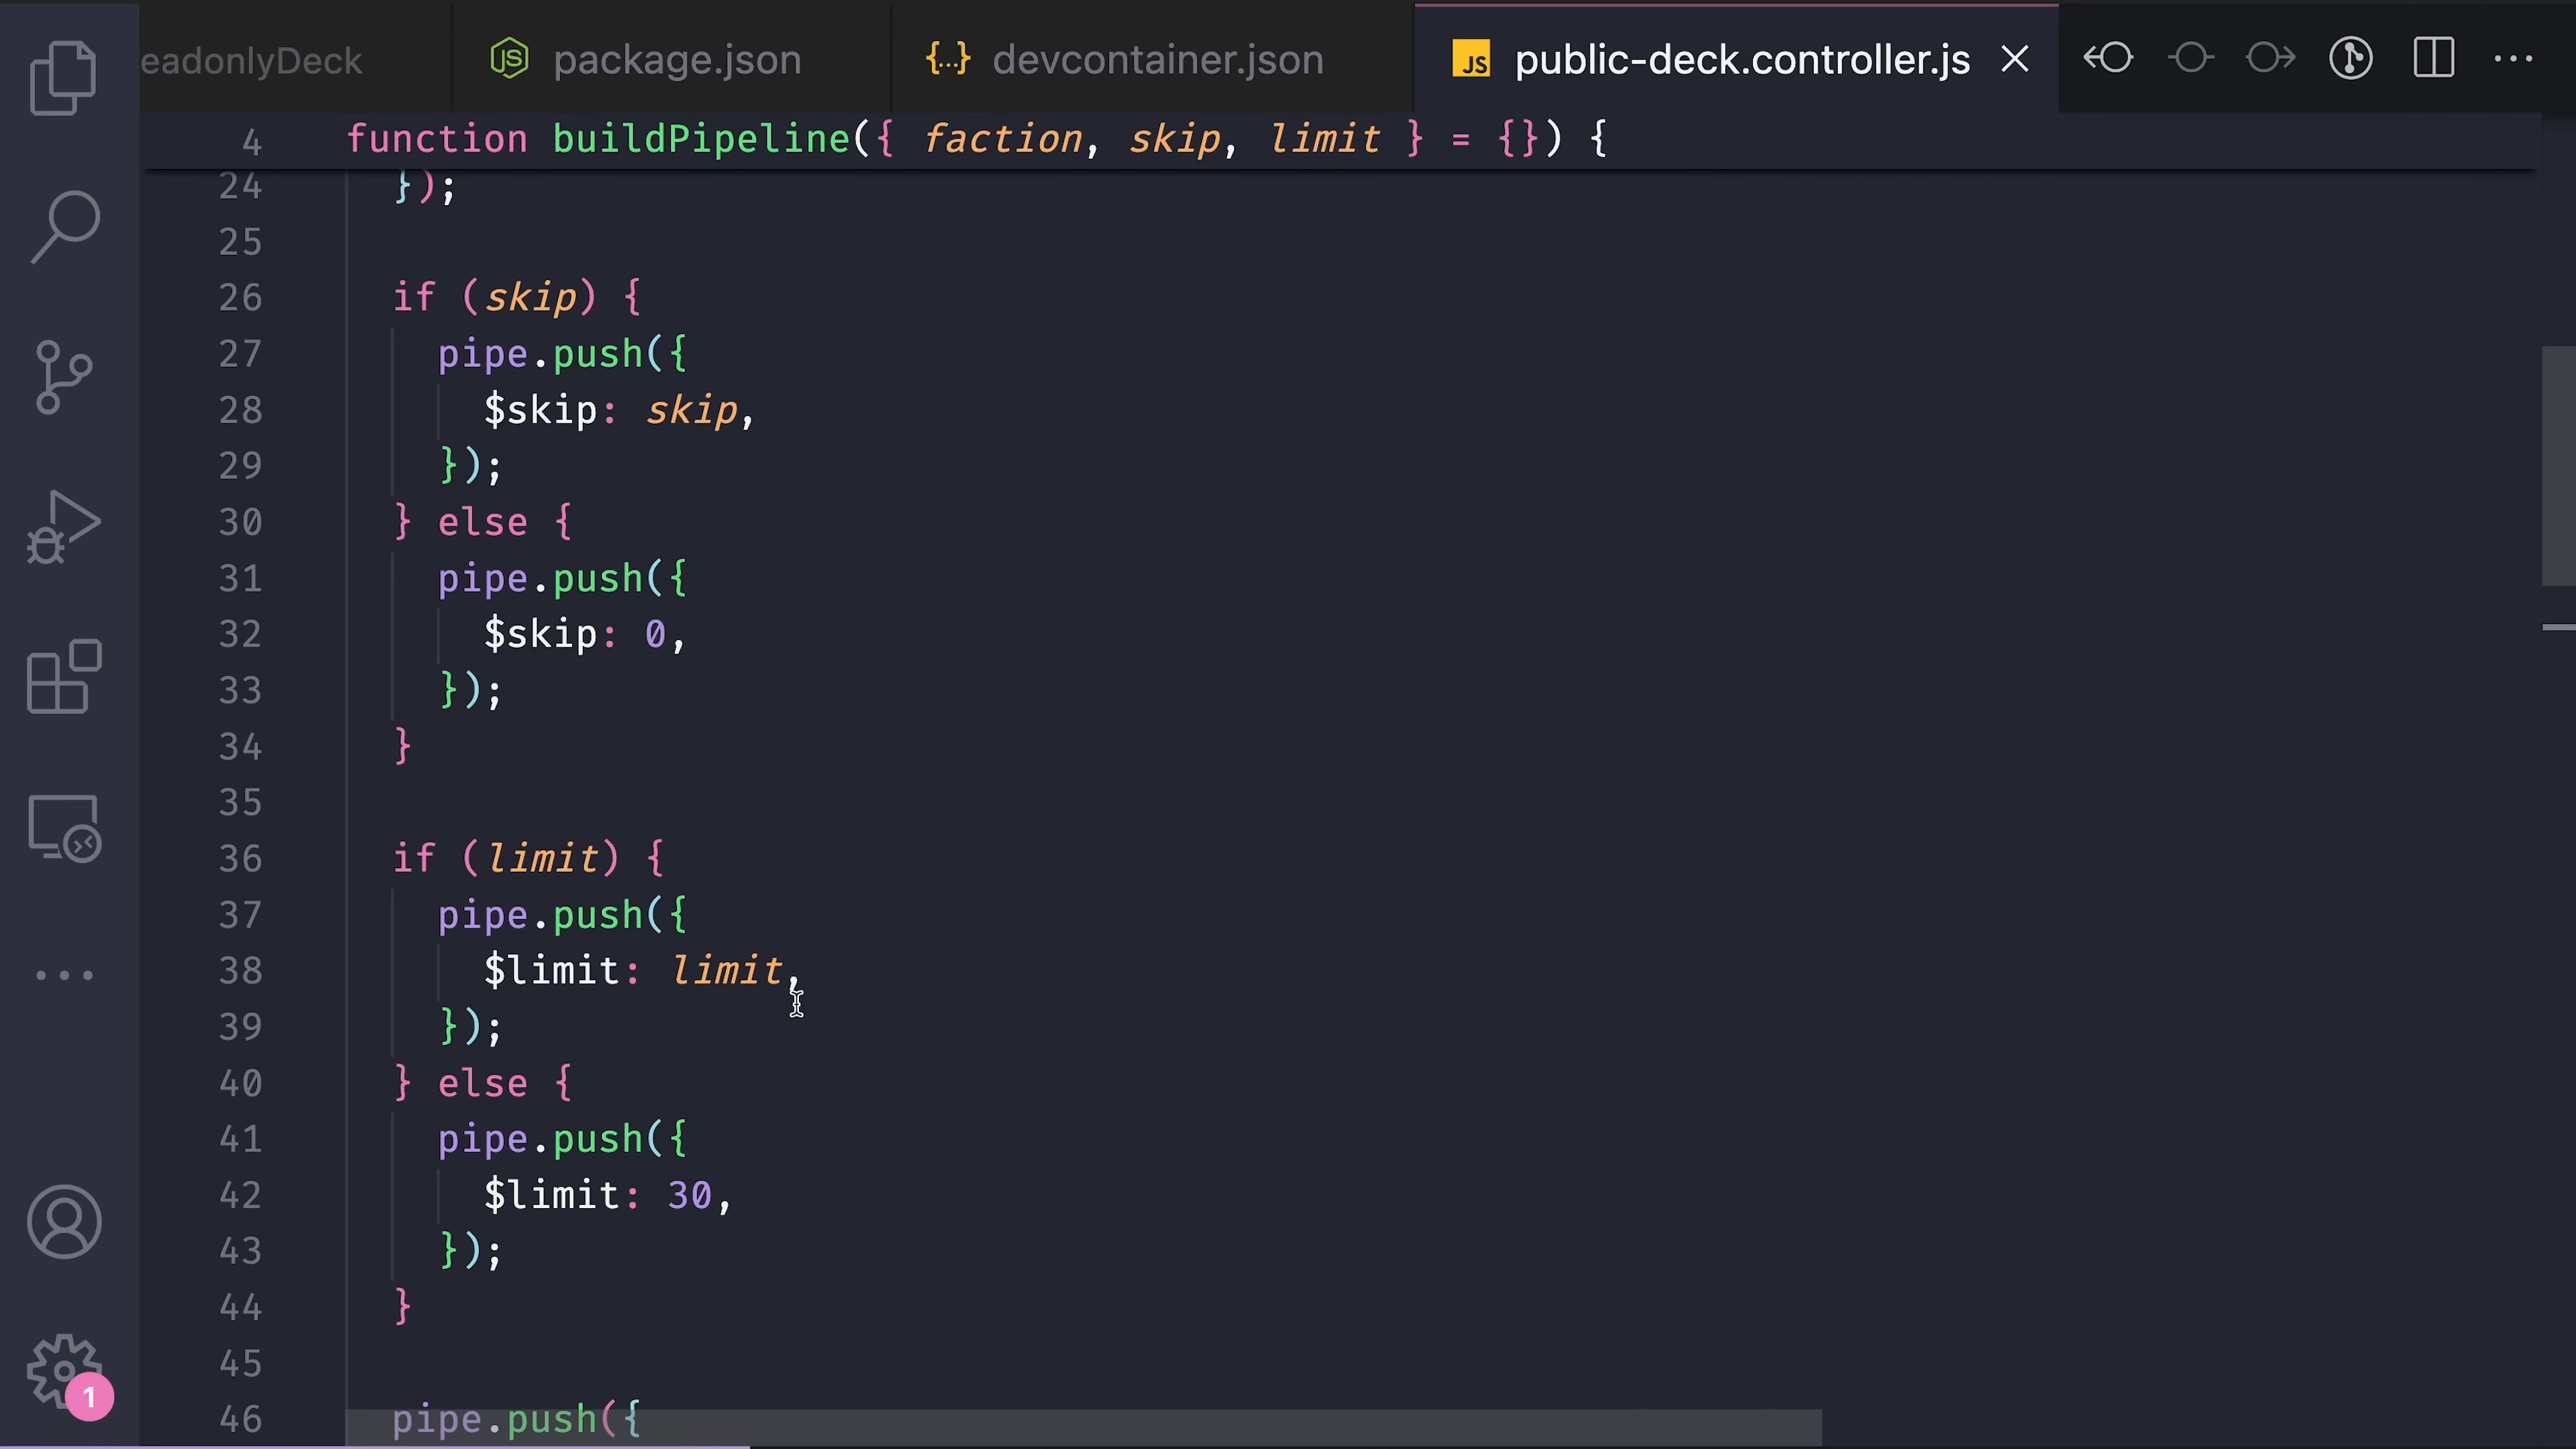 eadonlyDeck package.json {...} devcontainer.json JS public-deck.controller.js
4 function buildPipeline({ faction, skip, limit } = {}) {
24 });
25
26 if (skip) {
27 pipe.push({
28 $skip: skip,
29 });
30 } else {
31 pipe.push({
32 $skip: 0,
33 });
34 }
35
36 if (limit) {
37 pipe.push({
38 $limit: limit,
39 });
40 } else {
41 pipe.push({
42 $limit: 30,
43 });
44 }
45
46 pipe.push({
1